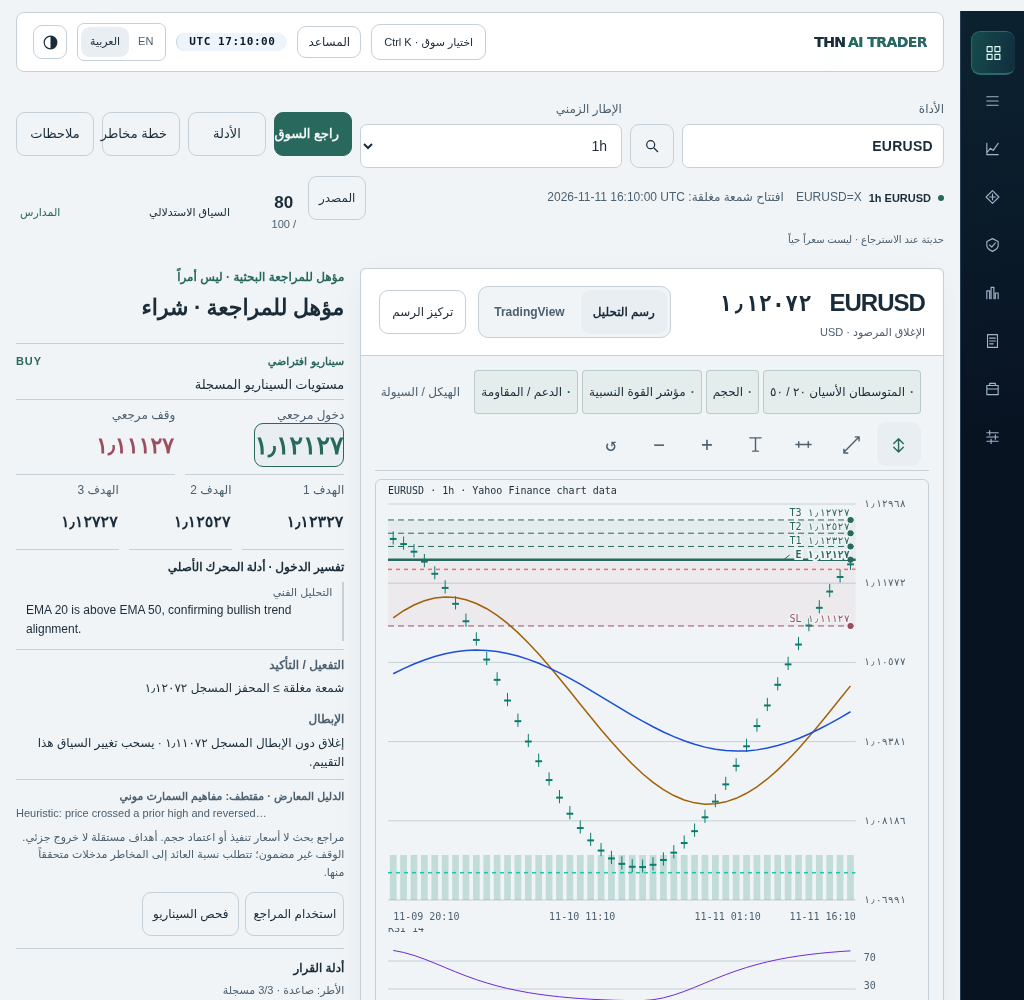 THN AI TRADER
اختيار سوق · Ctrl K
المساعد
UTC 17:10:00
EN
العربية
الأداة
EURUSD
الإطار الزمني
1h
راجع السوق
الأدلة
خطة مخاطر
ملاحظات
1h EURUSD
EURUSD=X
افتتاح شمعة مغلقة: 2026-11-11 16:10:00 UTC
حديثة عند الاسترجاع · ليست سعراً حياً
المصدر
80
/ 100
السياق الاستدلالي
المدارس
EURUSD ١٫١٢٠٧٢
الإغلاق المرصود · USD
رسم التحليل
TradingView
تركيز الرسم
· المتوسطان الأسيان ٢٠ / ٥٠
· الحجم
· مؤشر القوة النسبية
· الدعم / المقاومة
الهيكل / السيولة
EURUSD · 1h · Yahoo Finance chart data
T3 ١٫١٢٧٢٧
T2 ١٫١٢٥٢٧
T1 ١٫١٢٣٢٧
E ١٫١٢١٢٧
SL ١٫١١١٢٧
١٫١٢٩٦٨
١٫١١٧٧٢
١٫١٠٥٧٧
١٫٠٩٣٨١
١٫٠٨١٨٦
١٫٠٦٩٩١
11-09 20:10
11-10 11:10
11-11 01:10
11-11 16:10
RSI 14
70
30
مؤهل للمراجعة البحثية · ليس أمراً
مؤهل للمراجعة · شراء
سيناريو افتراضي
BUY
مستويات السيناريو المسجلة
دخول مرجعي
١٫١٢١٢٧
وقف مرجعي
١٫١١١٢٧
الهدف 1
١٫١٢٣٢٧
الهدف 2
١٫١٢٥٢٧
الهدف 3
١٫١٢٧٢٧
تفسير الدخول · أدلة المحرك الأصلي
التحليل الفني
EMA 20 is above EMA 50, confirming bullish trend
alignment.
التفعيل / التأكيد
شمعة مغلقة ≥ المحفز المسجل ١٫١٢٠٧٢
الإبطال
إغلاق دون الإبطال المسجل ١٫١١٠٧٢ · يسحب تغيير السياق هذا
التقييم.
الدليل المعارض · مقتطف: مفاهيم السمارت موني
Heuristic: price crossed a prior high and reversed…
مراجع بحث لا أسعار تنفيذ أو اعتماد حجم. أهداف مستقلة لا خروج جزئي.
الوقف غير مضمون؛ تتطلب نسبة العائد إلى المخاطر مدخلات متحققاً
منها.
استخدام المراجع
فحص السيناريو
أدلة القرار
الأطر: صاعدة · 3/3 مسجلة